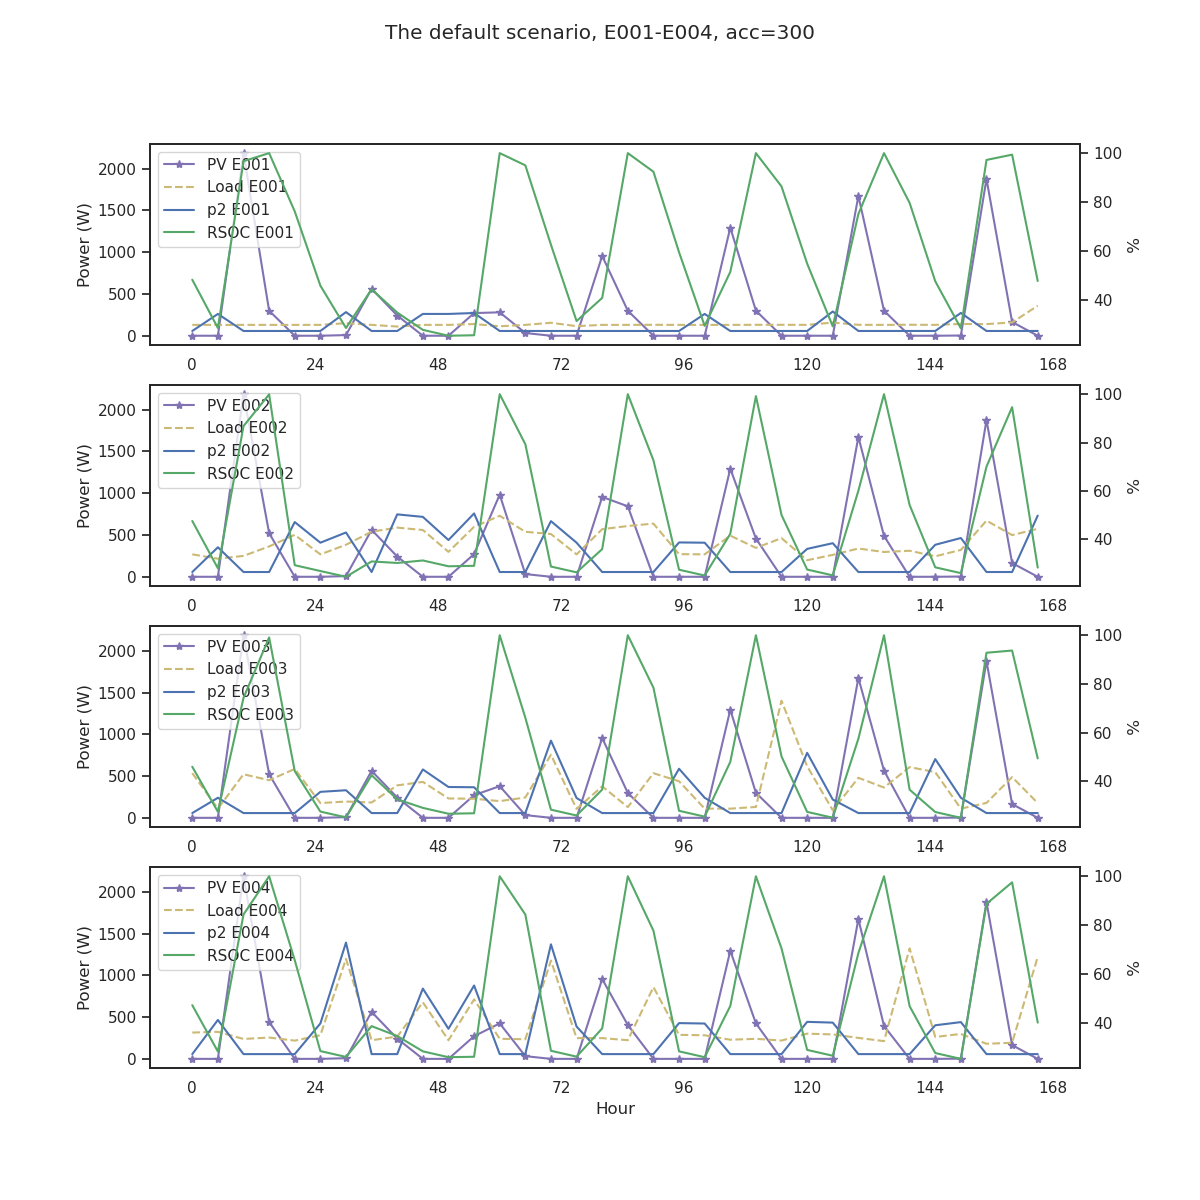 The default scenario, E001-E004, acc=300
PV E001
Load E001
p2 E001
RSOC E001
Power (W)
2000
1500
1000
500
0
100
80
60
40
%
0 24 48 72 96 120 144 168
PV E002
Load E002
p2 E002
RSOC E002
Power (W)
2000
1500
1000
500
0
100
80
60
40
%
0 24 48 72 96 120 144 168
PV E003
Load E003
p2 E003
RSOC E003
Power (W)
2000
1500
1000
500
0
100
80
60
40
%
0 24 48 72 96 120 144 168
PV E004
Load E004
p2 E004
RSOC E004
Power (W)
2000
1500
1000
500
0
100
80
60
40
%
0 24 48 72 96 120 144 168
Hour